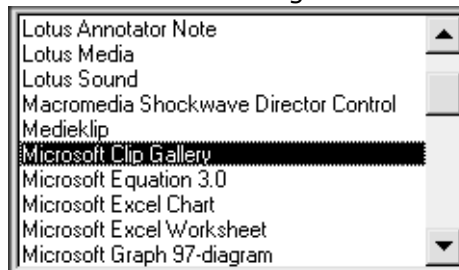 Lotus Annotator Note
Lotus Media
Lotus Sound
Macromedia Shockwave Director Control
Medieklip
Microsoft Clip Gallery
Microsoft Equation 3.0
Microsoft Excel Chart
Microsoft Excel Worksheet
Microsoft Graph 97-diagram